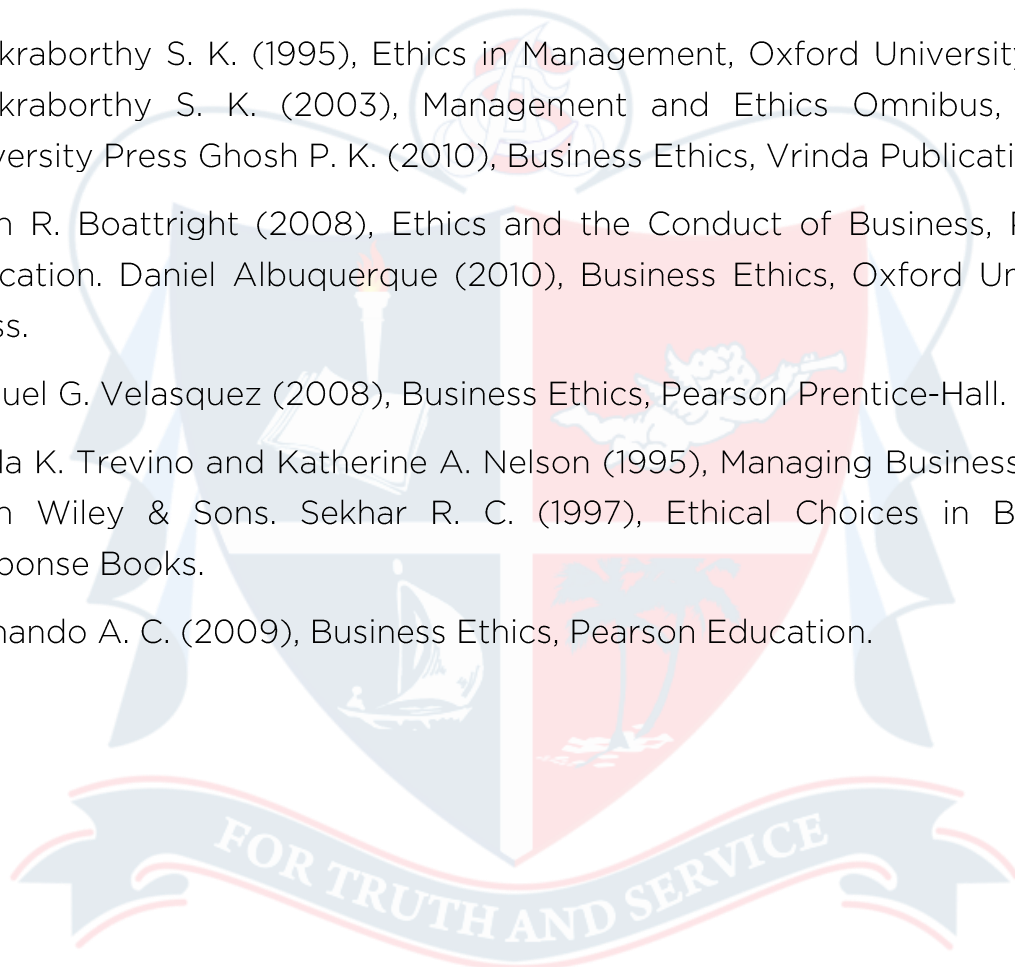 kraborthy S. K. (1995), Ethics in Management, Oxford University
kraborthy S. K. (2003), Management and Ethics Omnibus,
versity Press Ghosh P. K. (2010), Business Ethics, Vrinda Publicati
n R. Boattright (2008), Ethics and the Conduct of Business,
cation. Daniel Albuquerque (2010), Business Ethics, Oxford Un
ss.
uel G. Velasquez (2008), Business Ethics, Pearson Prentice-Hall.
la K. Trevino and Katherine A. Nelson (1995), Managing Business
n Wiley & Sons. Sekhar R. C. (1997), Ethical Choices in B
ponse Books.
nando A. C. (2009), Business Ethics, Pearson Education.
FOR TRUTH AND SERVICE